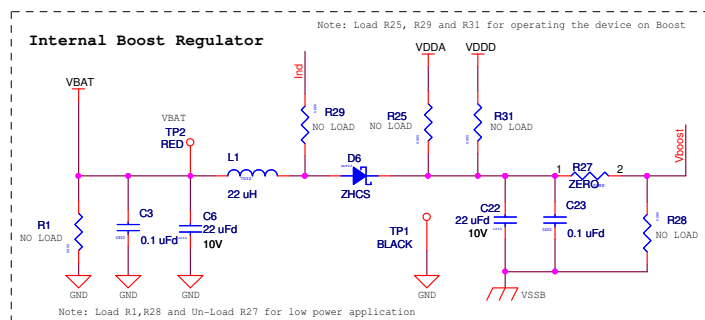 Note: Load R25, R29 and R31 for operating the device on Boost
Internal Boost Regulator
VDDA
VDDD
VBAT
Ind
VBAT
TP2
RED
R29
NO LOAD
R25
NO LOAD
R31
NO LOAD
Vboost
L1
22 uH
D6
ZHCS
1
R27
2
ZERO
R1
NO LOAD
C3
0.1 uFd
C6
22 uFd
10V
TP1
BLACK
C22
22 uFd
10V
C23
0.1 uFd
R28
NO LOAD
GND
GND
GND
GND
VSSB
Note: Load R1,R28 and Un-Load R27 for low power application